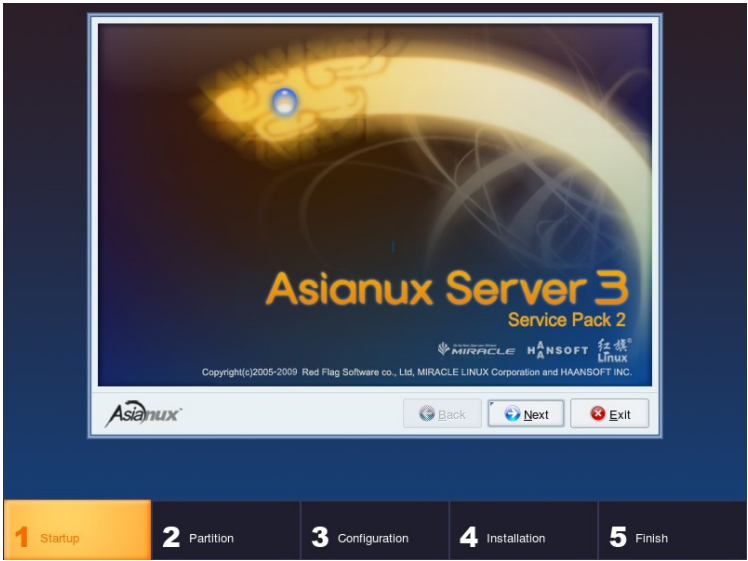 Asianux Server 3
Service Pack 2
MIRACLE HANSOFT 红旗® Linux
Copyright(c)2005-2009 Red Flag Software co., Ltd, MIRACLE LINUX Corporation and HAANSOFT INC.
Asianux
Back Next Exit
1 Startup 2 Partition 3 Configuration 4 Installation 5 Finish